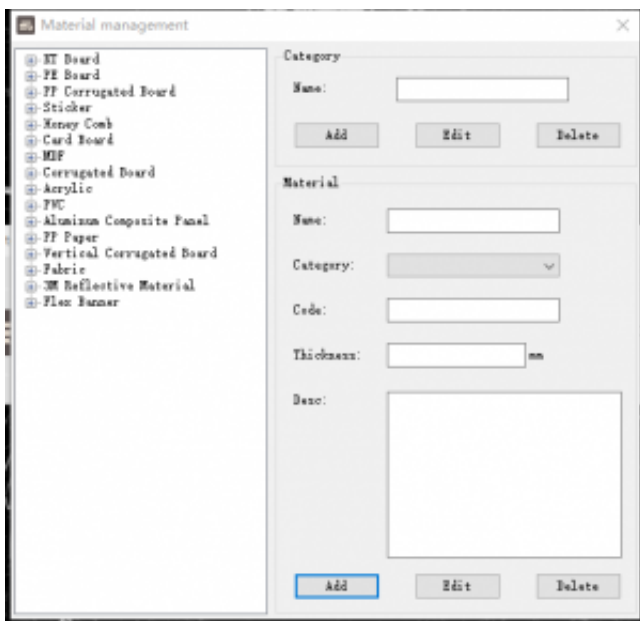 Material management
KT Board
PE Board
PP Corrugated Board
Sticker
Honey Comb
Card Board
MDF
Corrugated Board
Acrylic
PVC
Aluminum Composite Panel
PP Paper
Vertical Corrugated Board
Fabric
3M Reflective Material
Flex Banner
Category
Name:
Add
Edit
Delete
Material
Name:
Category:
Code:
Thickness:
mm
Desc:
Add
Edit
Delete